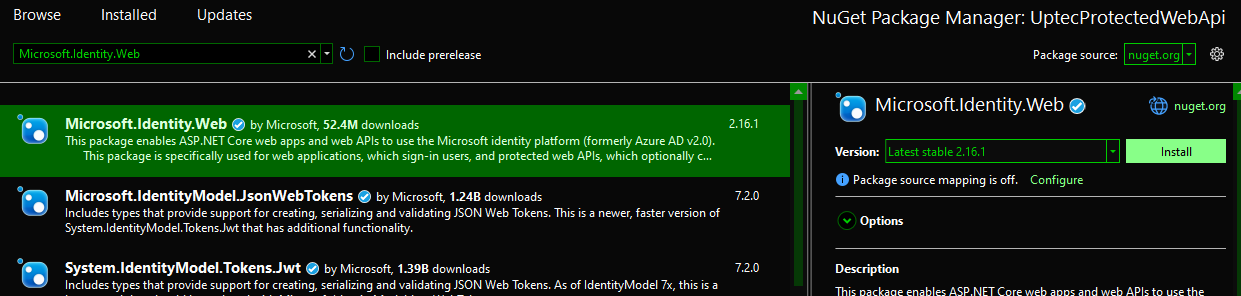 Browse Installed Updates
NuGet Package Manager: UptecProtectedWebApi
Microsoft.Identity.Web
Include prerelease
Package source: nuget.org
Microsoft.Identity.Web by Microsoft, 52.4M downloads 2.16.1
This package enables ASP.NET Core web apps and web APIs to use the Microsoft identity platform (formerly Azure AD v2.0).
This package is specifically used for web applications, which sign-in users, and protected web APIs, which optionally c...
Microsoft.IdentityModel.JsonWebTokens by Microsoft, 1.24B downloads 7.2.0
Includes types that provide support for creating, serializing and validating JSON Web Tokens. This is a newer, faster version of
System.IdentityModel.Tokens.Jwt that has additional functionality.
System.IdentityModel.Tokens.Jwt by Microsoft, 1.39B downloads 7.2.0
Includes types that provide support for creating, serializing and validating JSON Web Tokens. As of IdentityModel 7x, this is a
Microsoft.Identity.Web nuget.org
Version: Latest stable 2.16.1 Install
Package source mapping is off. Configure
Options
Description
This package enables ASP.NET Core web apps and web APIs to use the